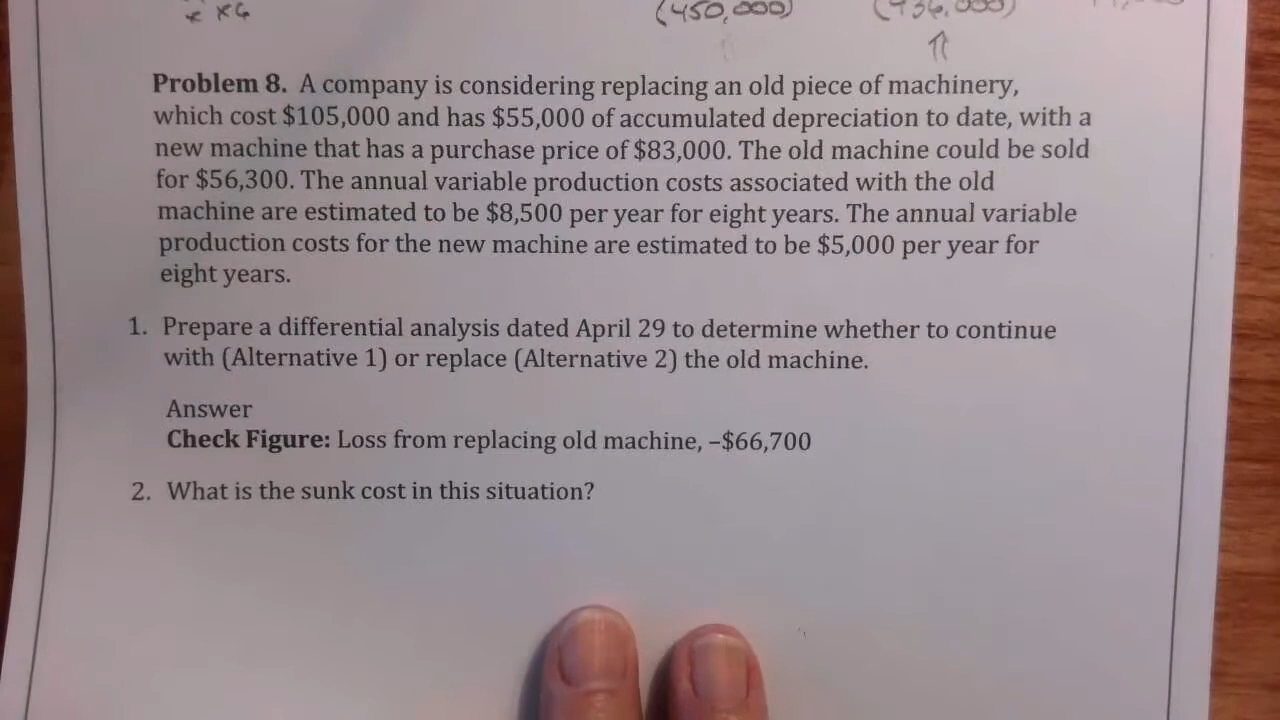 (450,000)
Problem 8. A company is considering replacing an old piece of machinery,
which cost $105,000 and has $55,000 of accumulated depreciation to date, with a
new machine that has a purchase price of $83,000. The old machine could be sold
for $56,300. The annual variable production costs associated with the old
machine are estimated to be $8,500 per year for eight years. The annual variable
production costs for the new machine are estimated to be $5,000 per year for
eight years.
1. Prepare a differential analysis dated April 29 to determine whether to continue
with (Alternative 1) or replace (Alternative 2) the old machine.
Answer
Check Figure: Loss from replacing old machine, –$66,700
2. What is the sunk cost in this situation?